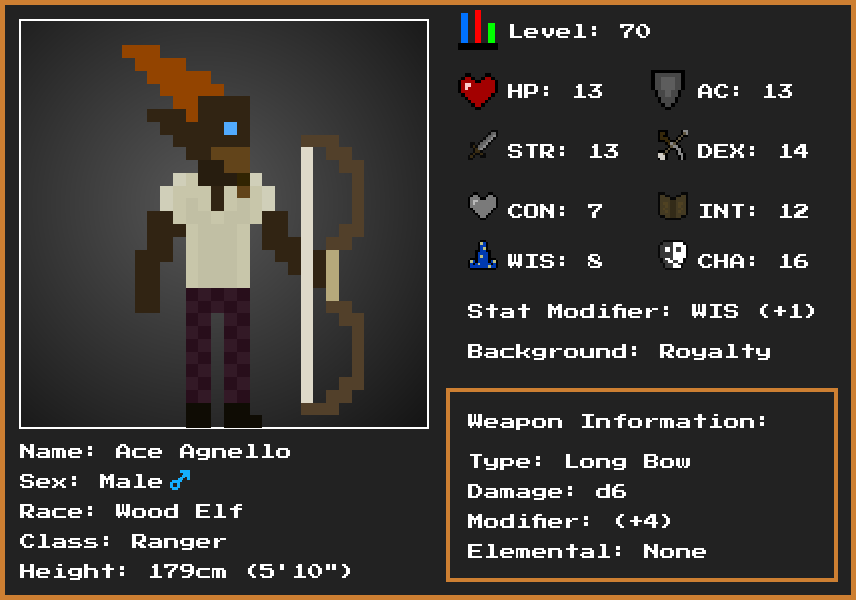 Level: 70
HP: 13
AC: 13
STR: 13
DEX: 14
CON: 7
INT: 12
WIS: 8
CHA: 16
Stat Modifier: WIS (+1)
Background: Royalty
Weapon Information:
Type: Long Bow
Damage: d6
Modifier: (+4)
Elemental: None
Name: Ace Agnello
Sex: Male ♂
Race: Wood Elf
Class: Ranger
Height: 179cm (5'10")